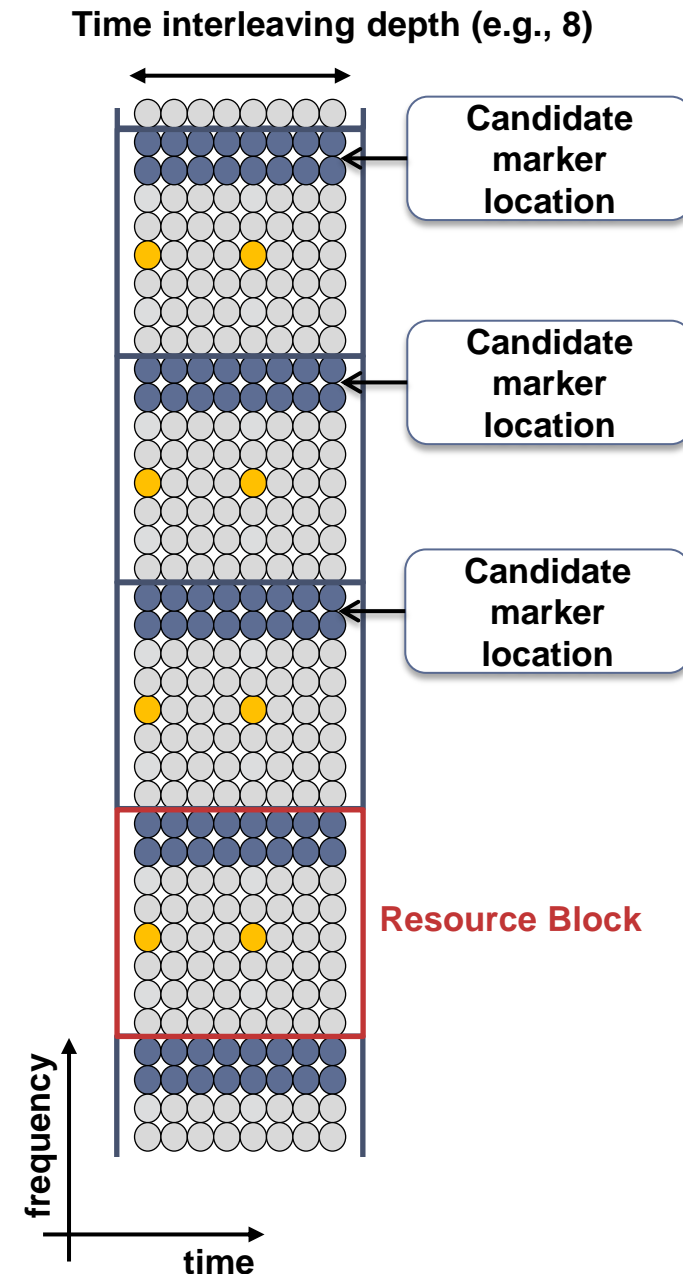 Time interleaving depth (e.g., 8)
Candidate
marker
location
Candidate
marker
location
Candidate
marker
location
Resource Block
frequency
time